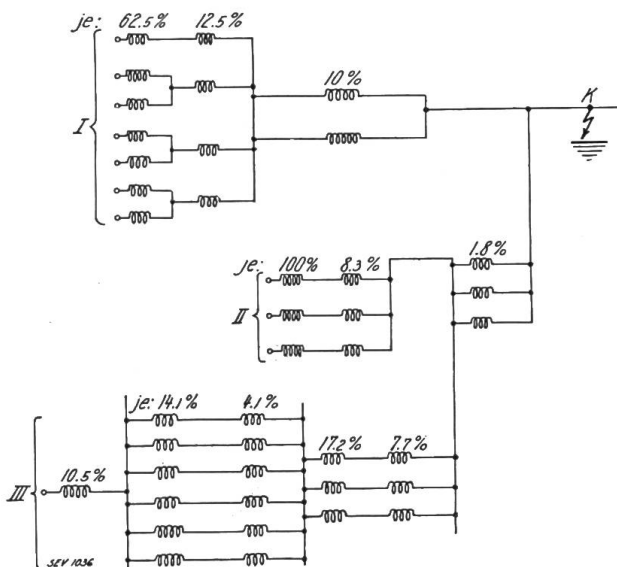 je: 62.5% 12.5%
10%
K
I
1.8%
je: 100% 8.3%
II
je: 14.1% 4.1%
17.2% 7.7%
10.5%
III
SEV 1036